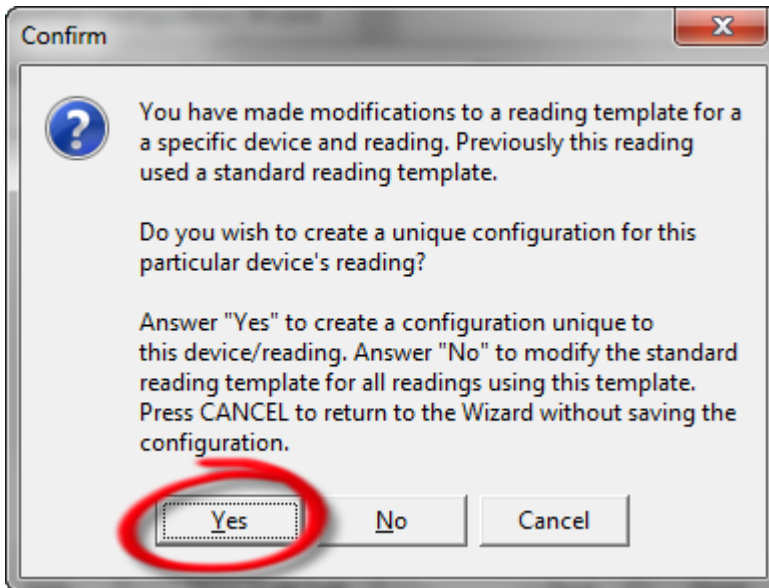 Confirm
You have made modifications to a reading template for a
a specific device and reading. Previously this reading
used a standard reading template.
Do you wish to create a unique configuration for this
particular device's reading?
Answer "Yes" to create a configuration unique to
this device/reading. Answer "No" to modify the standard
reading template for all readings using this template.
Press CANCEL to return to the Wizard without saving the
configuration.
Yes No Cancel